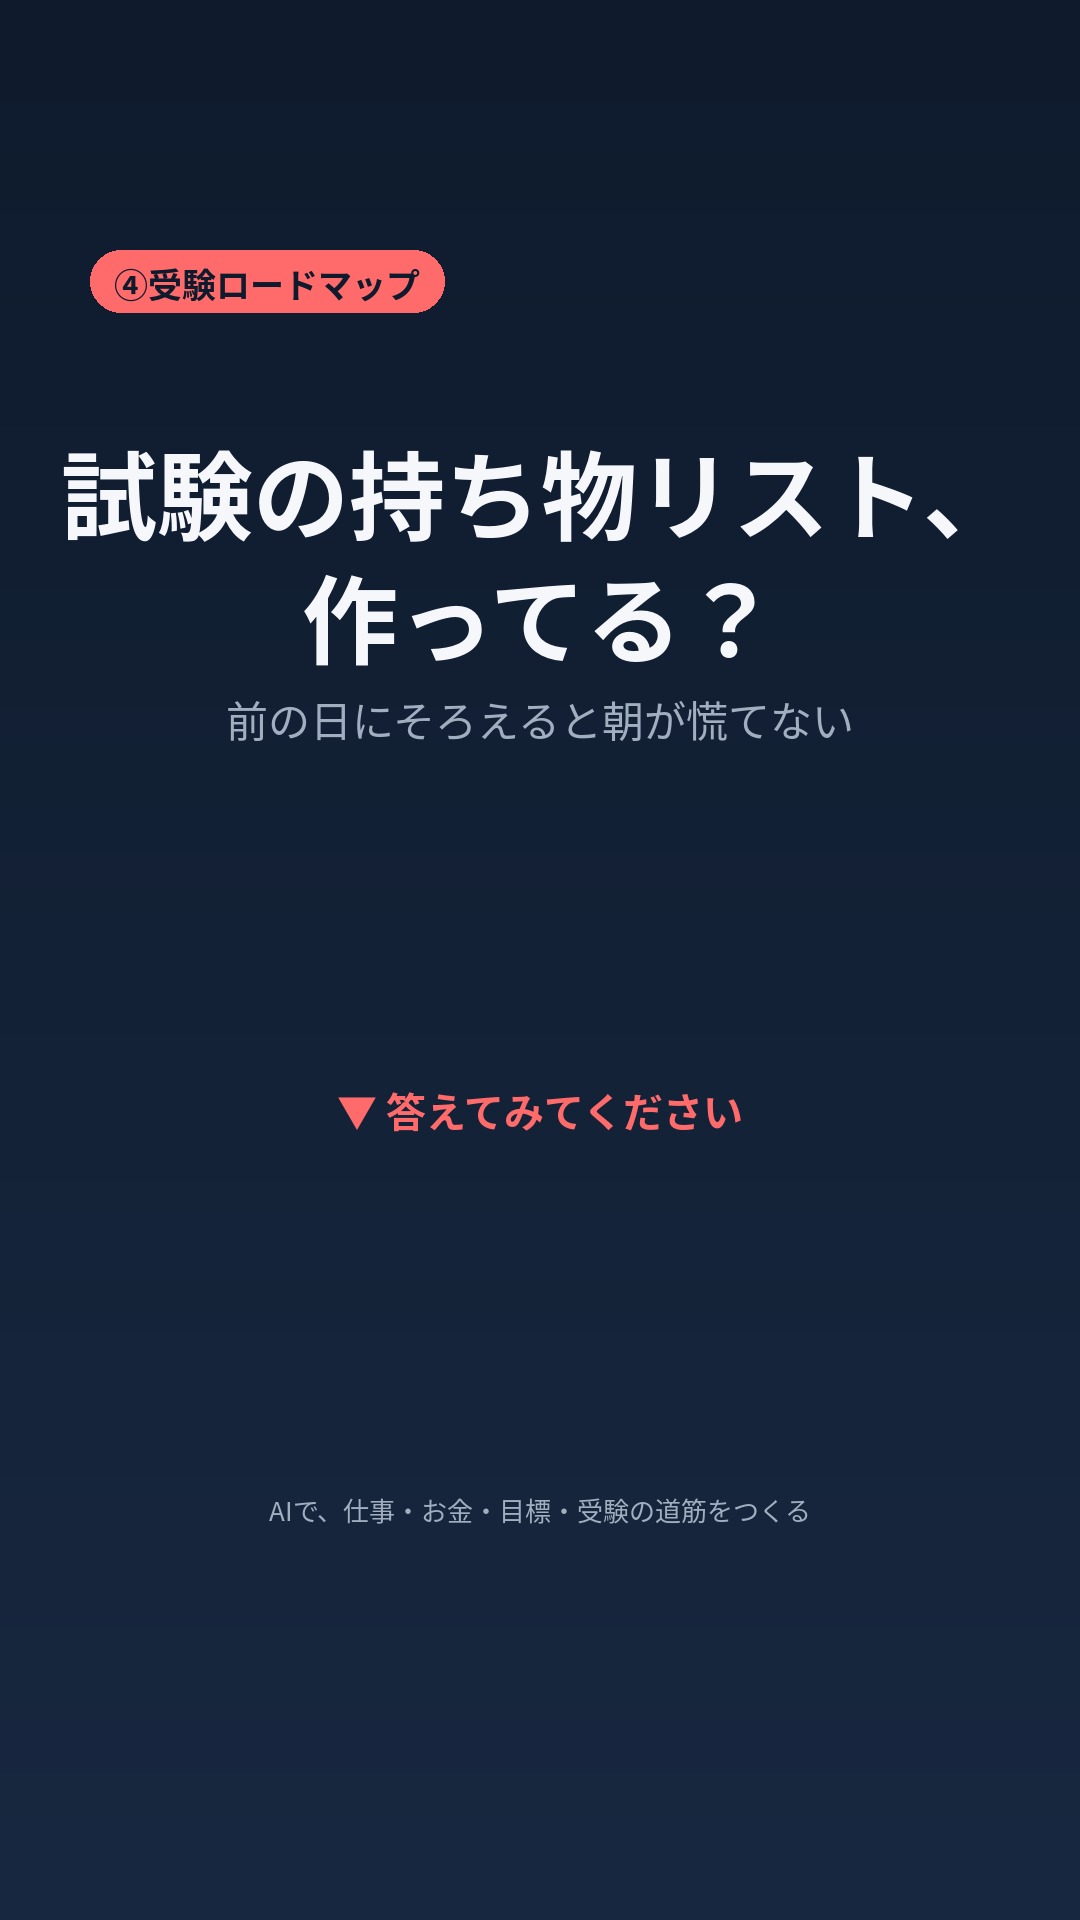 ④受験ロードマップ
試験の持ち物リスト、
作ってる？
前の日にそろえると朝が慌てない
▼ 答えてみてください
AIで、仕事・お金・目標・受験の道筋をつくる